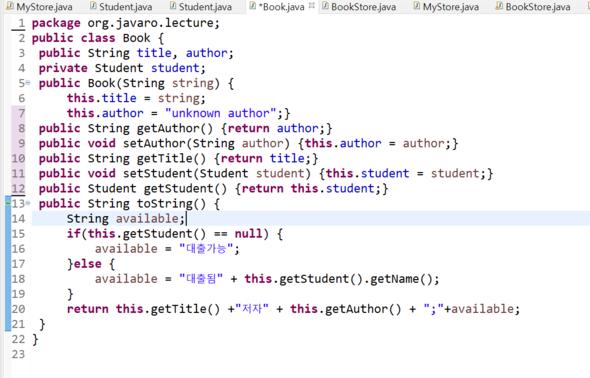 MyStore.java Student.java Student.java *Book.java BookStore.java MyStore.java BookStore.java
1 package org.javaro.lecture;
2 public class Book {
3 public String title, author;
4 private Student student;
5 public Book(String string) {
6 this.title = string;
7 this.author = "unknown author";}
8 public String getAuthor() {return author;}
9 public void setAuthor(String author) {this.author = author;}
10 public String getTitle() {return title;}
11 public void setStudent(Student student) {this.student = student;}
12 public Student getStudent() {return this.student;}
13 public String toString() {
14 String available;
15 if(this.getStudent() == null) {
16 available = "대출가능";
17 }else {
18 available = "대출됨" + this.getStudent().getName();
19 }
20 return this.getTitle() +"저자" + this.getAuthor() + ";"+available;
21 }
22 }
23